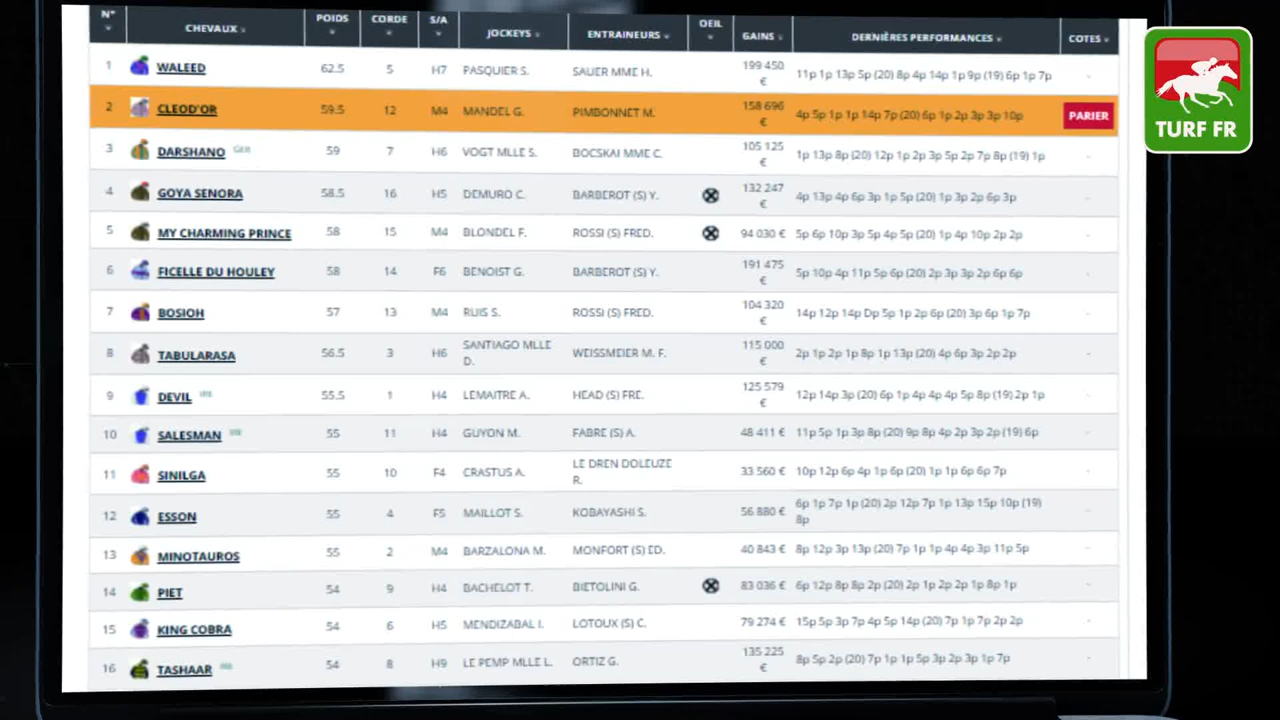 N° CHEVAUX POIDS CORDE S/A JOCKEYS ENTRAINEURS OEIL GAINS DERNIÈRES PERFORMANCES COTES
1 WALEED 62.5 5 H7 PASQUIER S. SAUER MME H. 199 450 € 11p 1p 13p 5p (20) 8p 4p 14p 1p 9p (19) 6p 1p 7p -
2 CLEOD'OR 59.5 12 M4 MANDEL G. PIMBONNET M. 158 696 € 4p 5p 1p 1p 14p 7p (20) 6p 1p 2p 3p 3p 10p PARIER
3 DARSHANO GER 59 7 H6 VOGT MLLE S. BOCSKAI MME C. 105 125 € 1p 13p 8p (20) 12p 1p 2p 3p 5p 2p 7p 8p (19) 1p -
4 GOYA SENORA 58.5 16 H5 DEMURO C. BARBEROT (S) Y. 132 247 € 4p 13p 4p 6p 3p 1p 5p (20) 1p 3p 2p 6p 3p -
5 MY CHARMING PRINCE 58 15 M4 BLONDEL F. ROSSI (S) FRED. 94 030 € 5p 6p 10p 3p 5p 4p 5p (20) 1p 4p 10p 2p 2p -
6 FICELLE DU HOULEY 58 14 F6 BENOIST G. BARBEROT (S) Y. 191 475 € 5p 10p 4p 11p 5p 6p (20) 2p 3p 3p 2p 6p 6p -
7 BOSIOH 57 13 M4 RUIS S. ROSSI (S) FRED. 104 320 € 14p 12p 14p Dp 5p 1p 2p 6p (20) 3p 6p 1p 7p -
8 TABULARASA 56.5 3 H6 SANTIAGO MLLE D. WEISSMEIER M. F. 115 000 € 2p 1p 2p 1p 8p 1p 13p (20) 4p 6p 3p 2p 2p -
9 DEVIL 55.5 1 H4 LEMAITRE A. HEAD (S) FRE. 125 579 € 12p 14p 3p (20) 6p 1p 4p 4p 4p 5p 8p (19) 2p 1p -
10 SALESMAN 55 11 H4 GUYON M. FABRE (S) A. 48 411 € 11p 5p 1p 3p 8p (20) 9p 8p 4p 2p 3p 2p (19) 6p -
11 SINILGA 55 10 F4 CRASTUS A. LE DREN DOLEUZE R. 33 560 € 10p 12p 6p 4p 1p 6p (20) 1p 1p 6p 6p 7p -
12 ESSON 55 4 F5 MAILLOT S. KOBAYASHI S. 56 880 € 6p 1p 7p 1p (20) 2p 12p 7p 1p 13p 15p 10p (19) 8p -
13 MINOTAUROS 55 2 M4 BARZALONA M. MONFORT (S) ED. 40 843 € 8p 12p 3p 13p (20) 7p 1p 1p 4p 4p 3p 11p 5p -
14 PIET 54 9 H4 BACHELOT T. BIETOLINI G. 83 036 € 6p 12p 8p 8p 2p (20) 2p 1p 2p 2p 1p 8p 1p -
15 KING COBRA 54 6 H5 MENDIZABAL I. LOTOUX (S) C. 79 274 € 15p 5p 3p 7p 4p 5p 14p (20) 7p 1p 7p 2p 2p -
16 TASHAAR 54 8 H9 LE PEMP MLLE L. ORTIZ G. 135 225 € 8p 5p 2p (20) 7p 1p 1p 5p 3p 2p 3p 1p 7p -
TURF FR